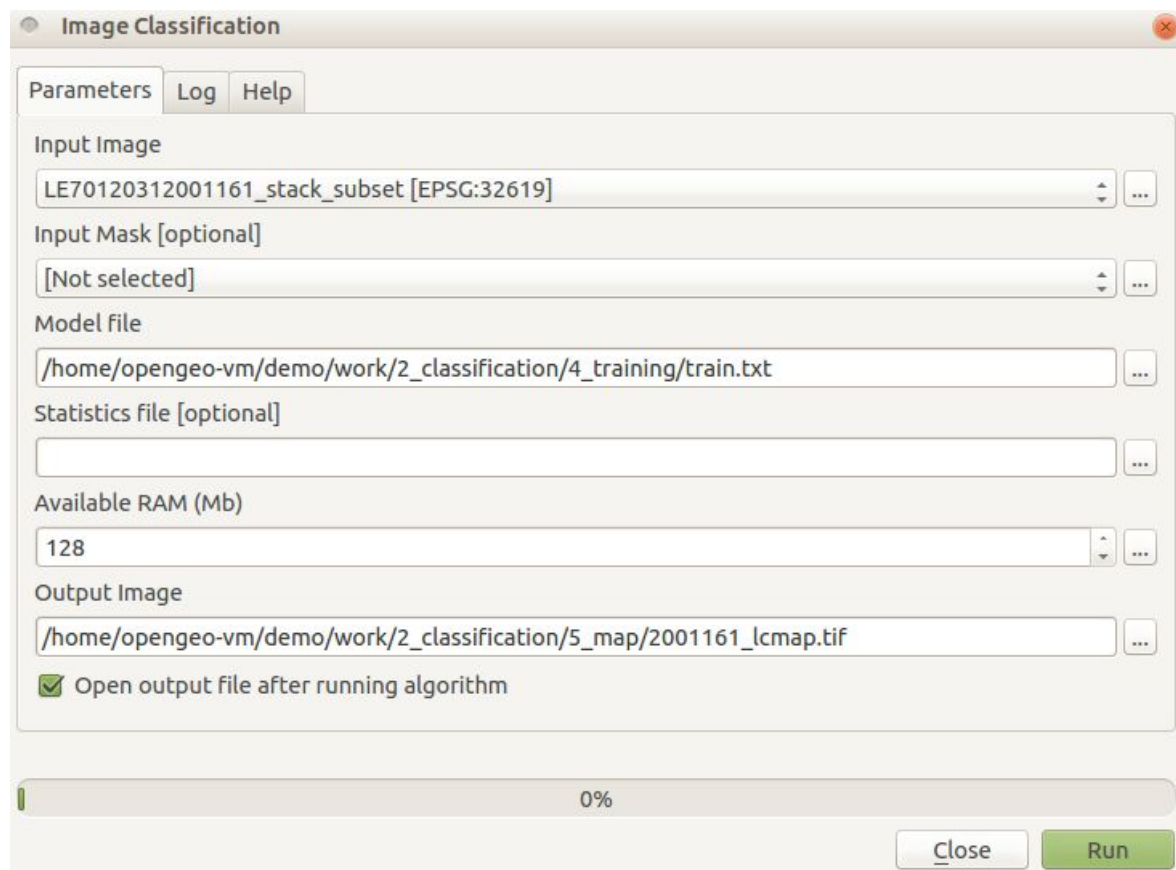 Image Classification
Parameters Log Help
Input Image
LE70120312001161_stack_subset [EPSG:32619]
...
Input Mask [optional]
[Not selected]
...
Model file
/home/opengeo-vm/demo/work/2_classification/4_training/train.txt
...
Statistics file [optional]
...
Available RAM (Mb)
128
...
Output Image
/home/opengeo-vm/demo/work/2_classification/5_map/2001161_lcmap.tif
...
Open output file after running algorithm
0%
Close Run